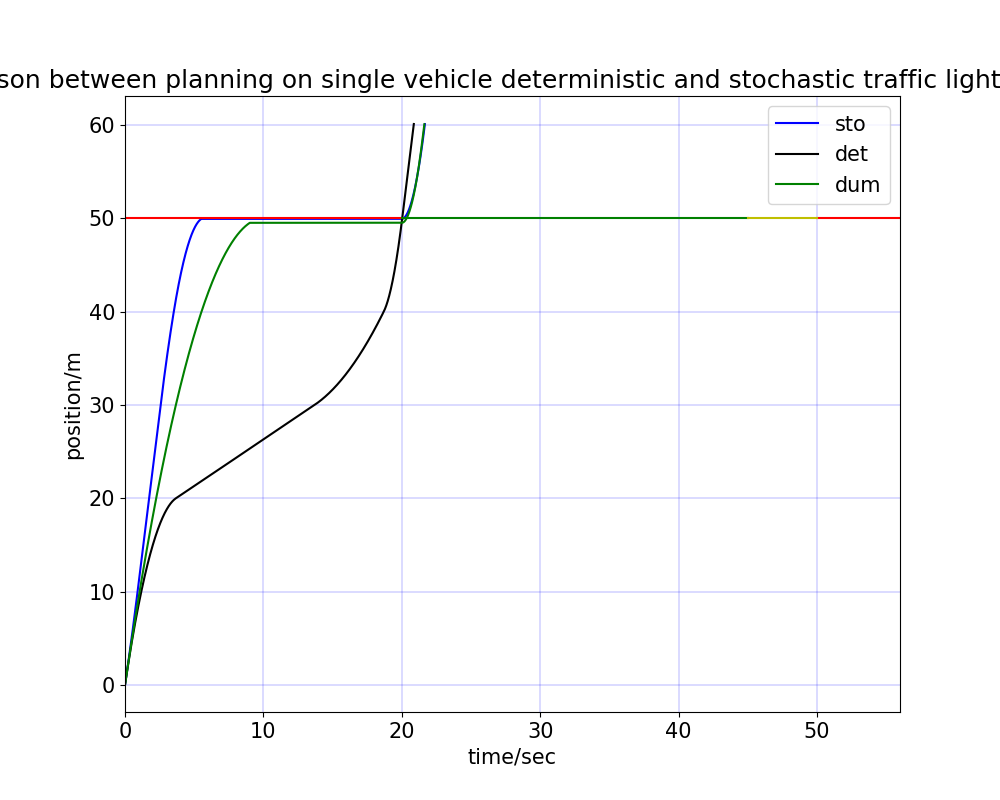 son between planning on single vehicle deterministic and stochastic traffic light
sto
det
dum
position/m
60
50
40
30
20
10
0
0 10 20 30 40 50
time/sec